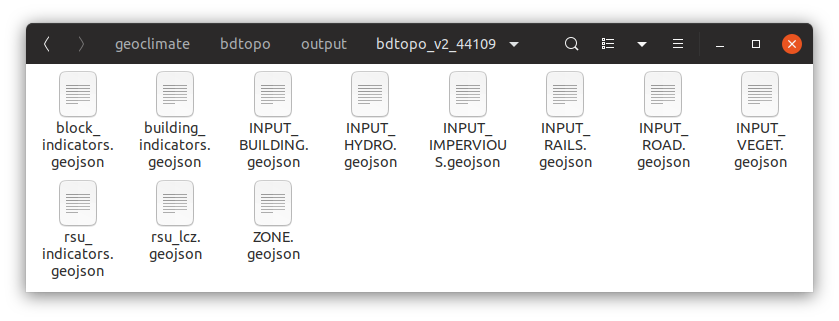 geoclimate bdtopo output bdtopo_v2_44109
block_ building_ INPUT_ INPUT_ INPUT_ INPUT_ INPUT_ INPUT_
indicators. indicators. BUILDING. HYDRO. IMPERVIOU RAILS. ROAD. VEGET.
geojson geojson geojson geojson S.geojson geojson geojson geojson
rsu_ rsu_lcz. ZONE.
indicators. geojson geojson
geojson